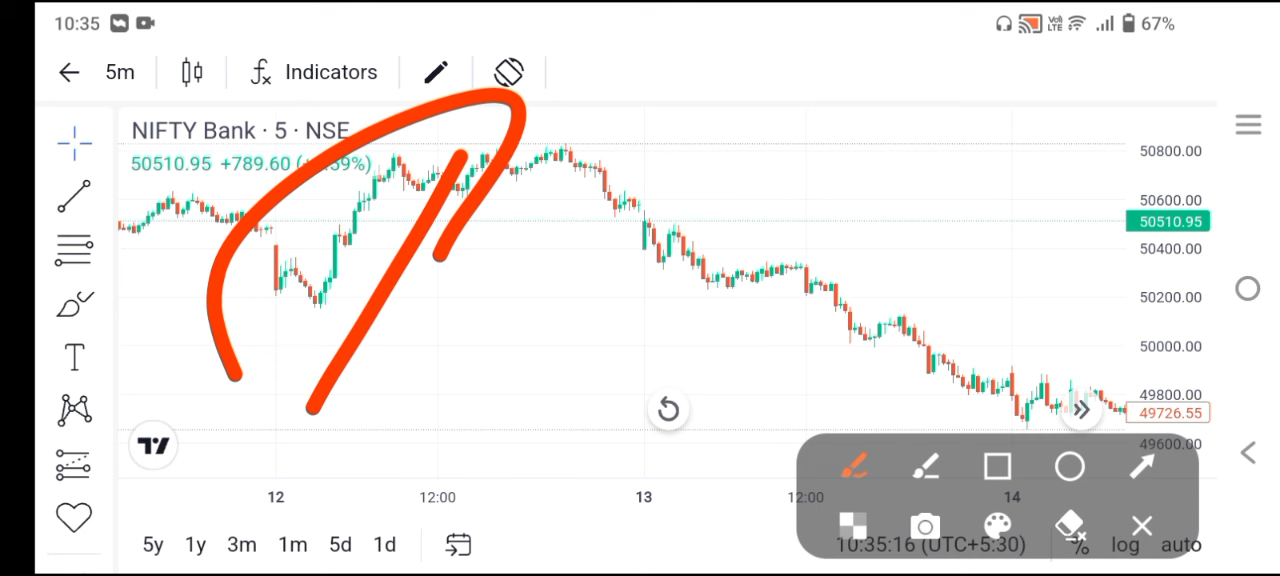 10:35
Vo)) LTE
67%
5m
Indicators
NIFTY Bank · 5 · NSE
50510.95 +789.60
50800.00
50600.00
50510.95
50400.00
50200.00
50000.00
49800.00
49726.55
49600.00
12 12:00 13 12:00 14
5y 1y 3m 1m 5d 1d
10:35:16 (UTC+5:30) % log auto